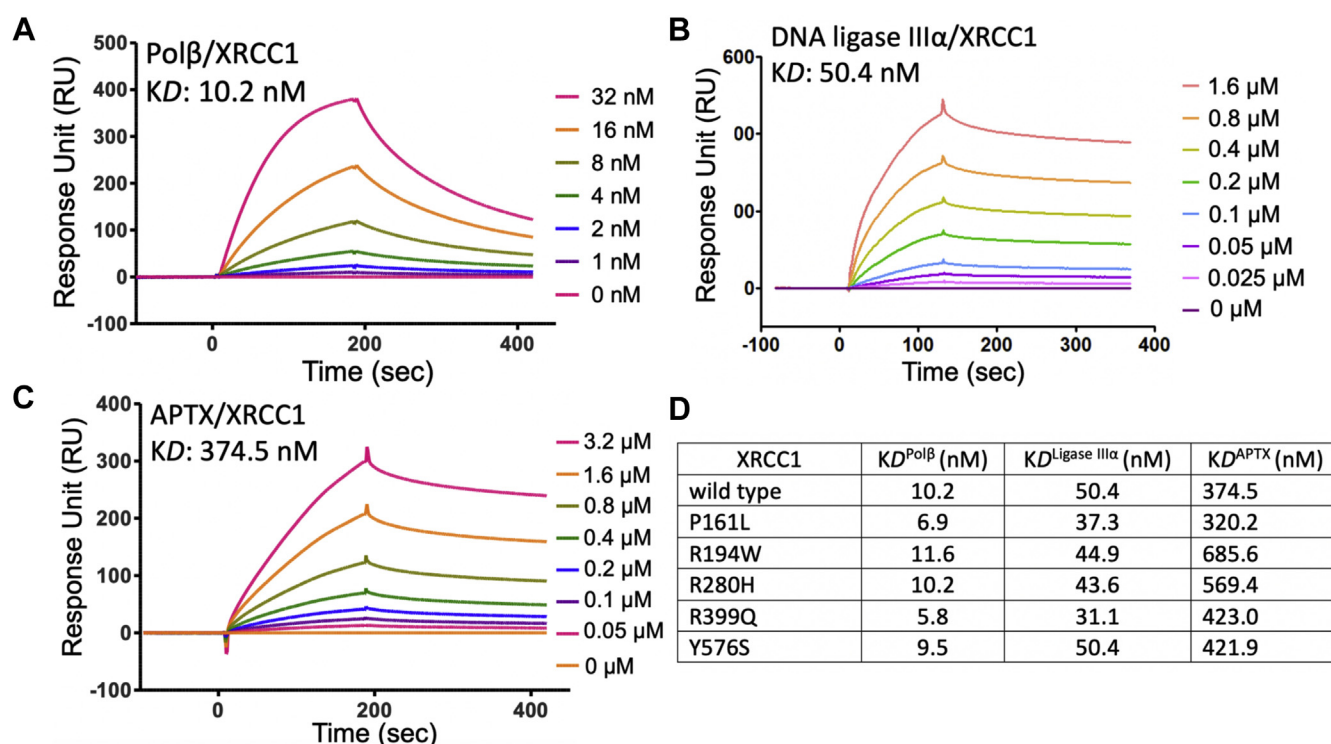 A
Polβ/XRCC1
KD: 10.2 nM
Response Unit (RU)
500
400
300
200
100
0
-100
0
200
400
Time (sec)
32 nM
16 nM
8 nM
4 nM
2 nM
1 nM
0 nM
B
DNA ligase IIIα/XRCC1
KD: 50.4 nM
Response Unit (RU)
600
00
00
0
-100
0
100
200
300
400
Time (sec)
1.6 µM
0.8 µM
0.4 µM
0.2 µM
0.1 µM
0.05 µM
0.025 µM
0 µM
C
APTX/XRCC1
KD: 374.5 nM
Response Unit (RU)
400
300
200
100
0
-100
0
200
400
Time (sec)
3.2 µM
1.6 µM
0.8 µM
0.4 µM
0.2 µM
0.1 µM
0.05 µM
0 µM
D
XRCC1 KD^Polβ (nM) KD^Ligase IIIα (nM) KD^APTX (nM)
wild type 10.2 50.4 374.5
P161L 6.9 37.3 320.2
R194W 11.6 44.9 685.6
R280H 10.2 43.6 569.4
R399Q 5.8 31.1 423.0
Y576S 9.5 50.4 421.9